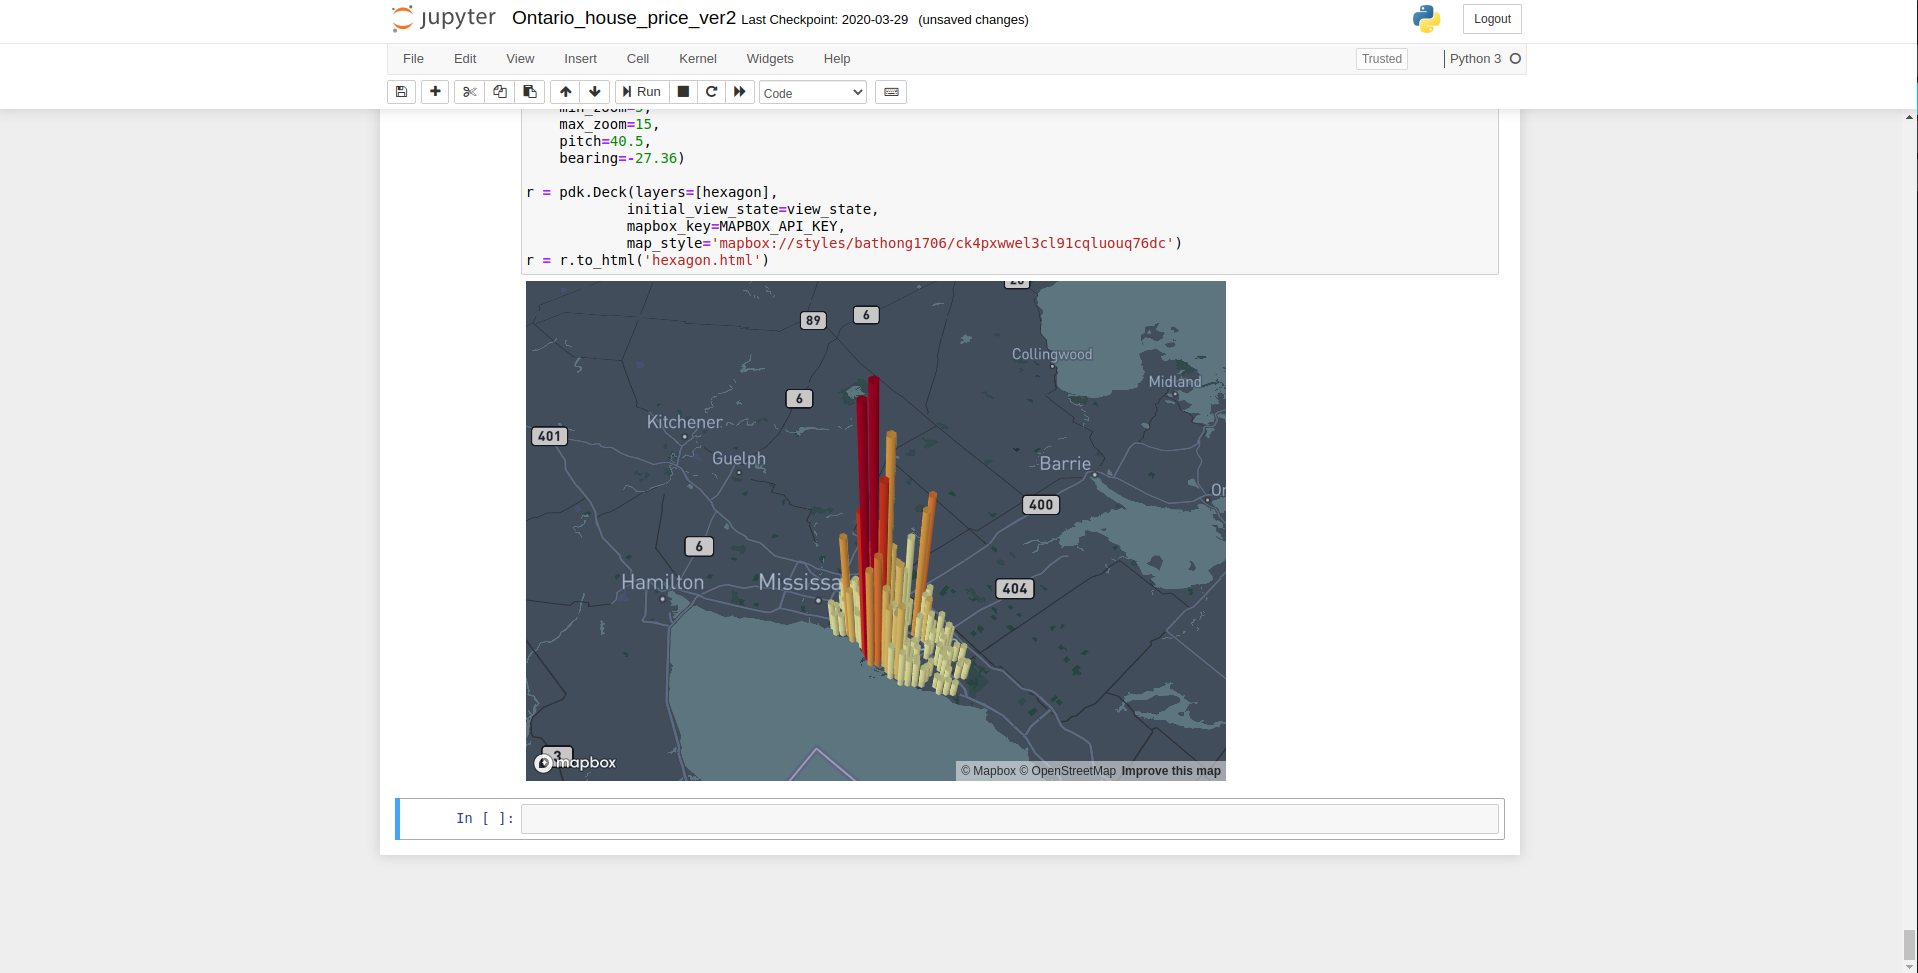 jupyter Ontario_house_price_ver2 Last Checkpoint: 2020-03-29 (unsaved changes) Logout
File Edit View Insert Cell Kernel Widgets Help Trusted Python 3
Run Code
max_zoom=15,
pitch=40.5,
bearing=-27.36)
r = pdk.Deck(layers=[hexagon],
initial_view_state=view_state,
mapbox_key=MAPBOX_API_KEY,
map_style='mapbox://styles/bathong1706/ck4pxwwel3cl91cqluouq76dc')
r = r.to_html('hexagon.html')
89 6
Collingwood
Midland
6
Kitchener
401
Guelph
Barrie
Or
400
6
Hamilton Mississa
404
3
mapbox
© Mapbox © OpenStreetMap Improve this map
In [ ]: